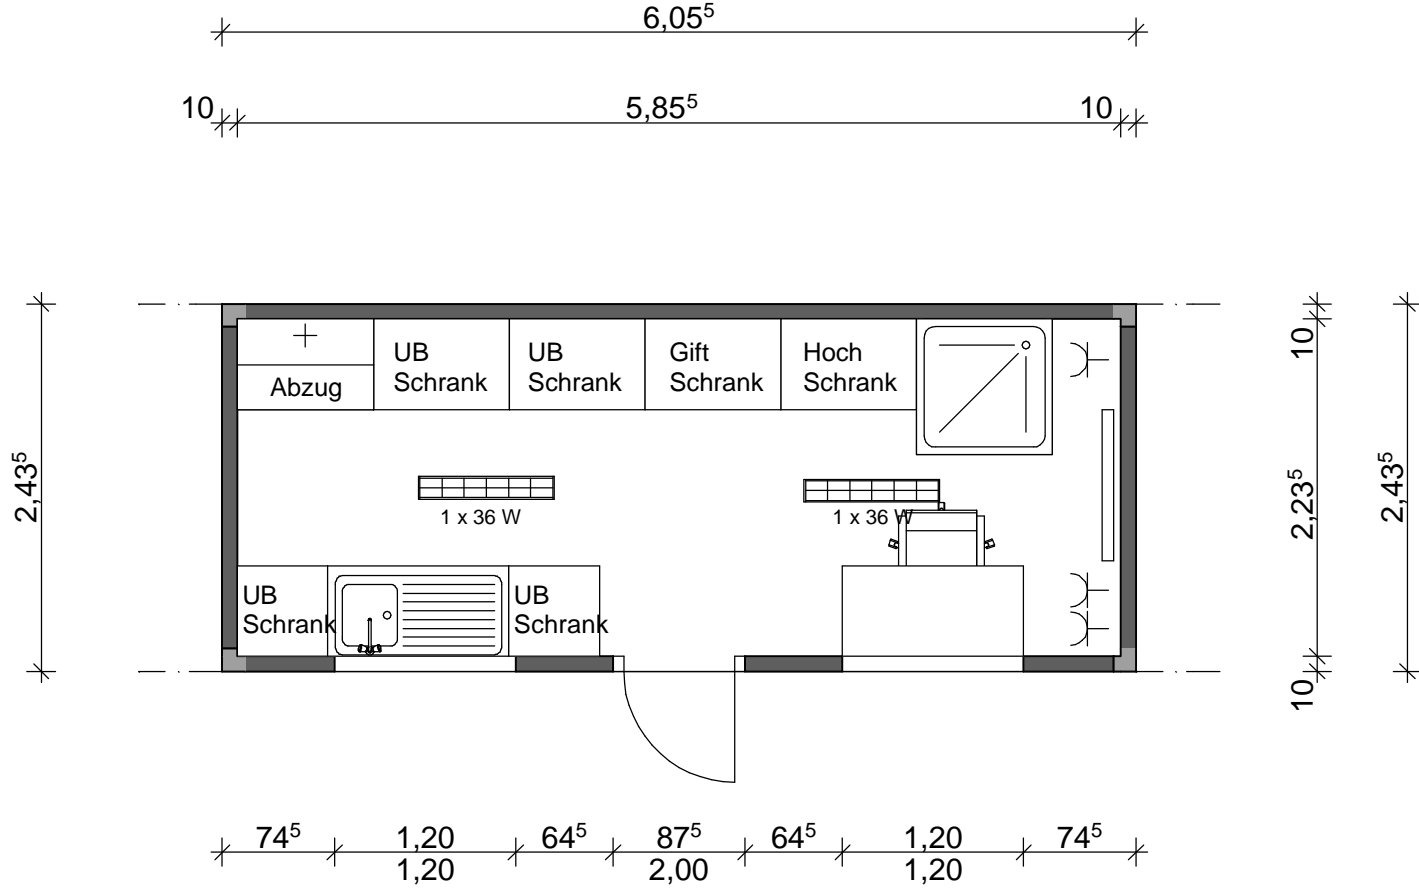 6,05⁵
10 5,85⁵ 10
UB Schrank
UB Schrank
Gift Schrank
Hoch Schrank
Abzug
10
2,43⁵
2,23⁵
2,43⁵
1 x 36 W
1 x 36 W
UB Schrank
UB Schrank
10
74⁵ 1,20 64⁵ 87⁵ 64⁵ 1,20 74⁵
1,20 2,00 1,20